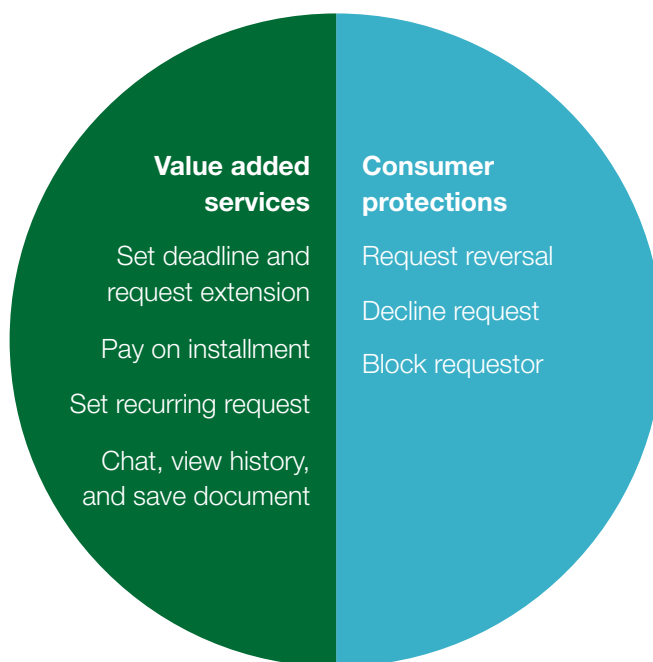 Value added
services
Set deadline and
request extension
Pay on installment
Set recurring request
Chat, view history,
and save document
Consumer
protections
Request reversal
Decline request
Block requestor